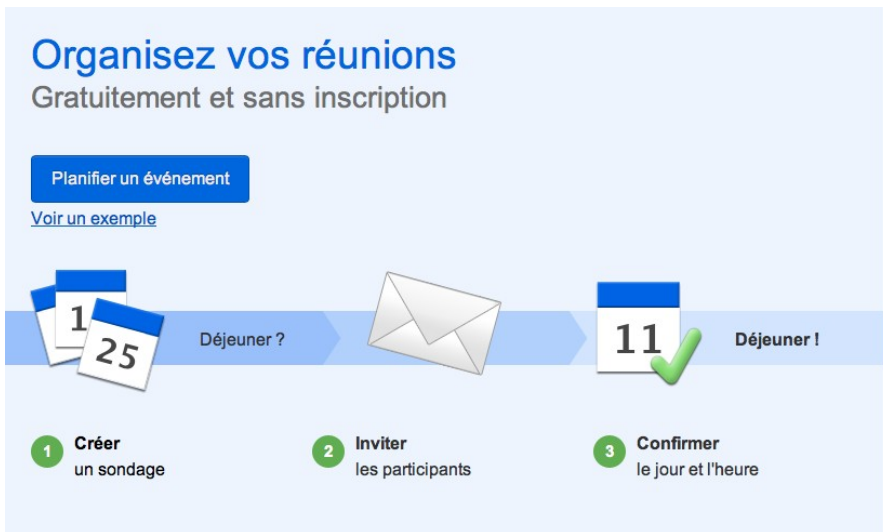 Organisez vos réunions
Gratuitement et sans inscription
Planifier un événement
Voir un exemple
1
25
Déjeuner ?
11
Déjeuner !
1 Créer
un sondage
2 Inviter
les participants
3 Confirmer
le jour et l'heure